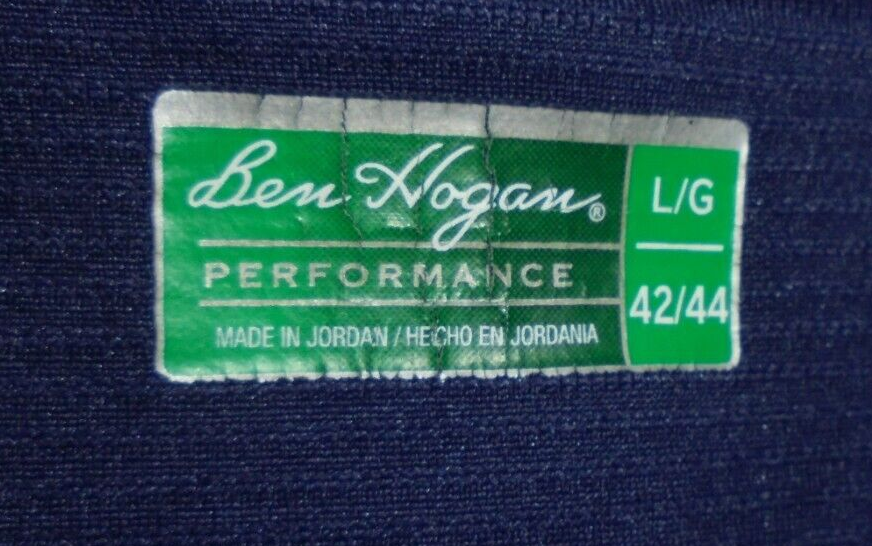 Ben Hogan®
PERFORMANCE
MADE IN JORDAN / HECHO EN JORDANIA
L/G
42/44